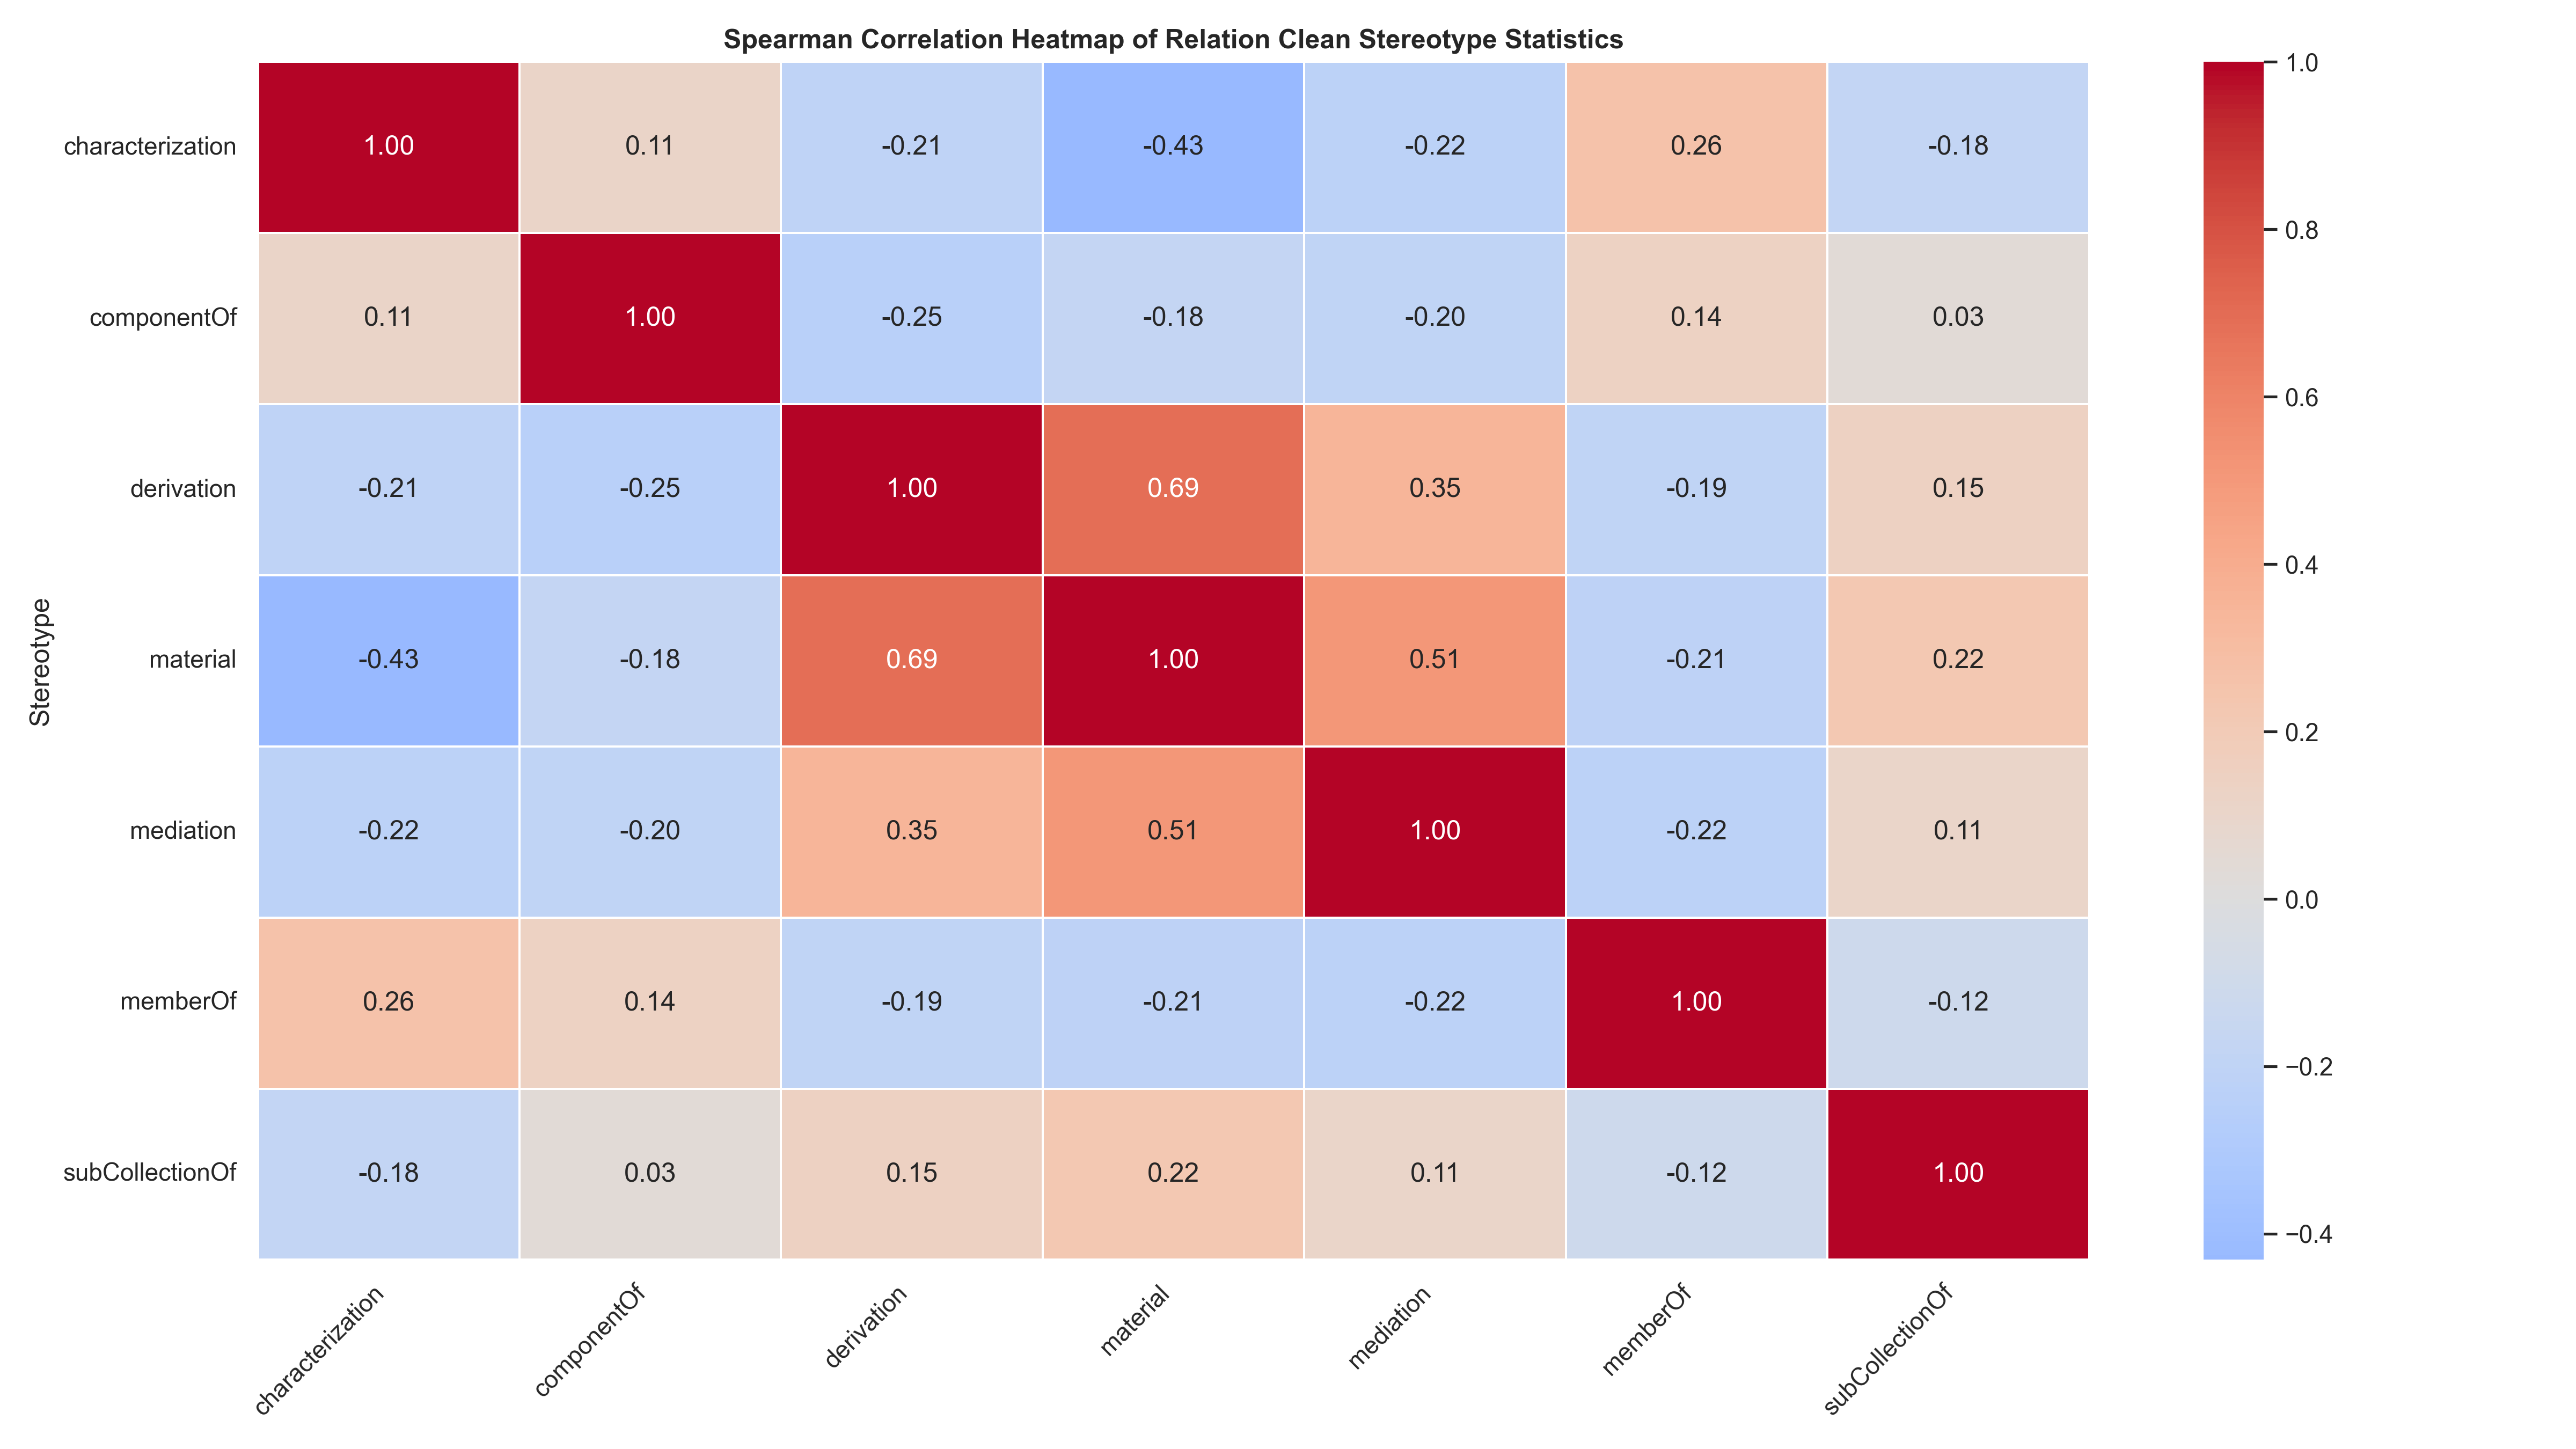 Spearman Correlation Heatmap of Relation Clean Stereotype Statistics
Stereotype
characterization 1.00 0.11 -0.21 -0.43 -0.22 0.26 -0.18
componentOf 0.11 1.00 -0.25 -0.18 -0.20 0.14 0.03
derivation -0.21 -0.25 1.00 0.69 0.35 -0.19 0.15
material -0.43 -0.18 0.69 1.00 0.51 -0.21 0.22
mediation -0.22 -0.20 0.35 0.51 1.00 -0.22 0.11
memberOf 0.26 0.14 -0.19 -0.21 -0.22 1.00 -0.12
subCollectionOf -0.18 0.03 0.15 0.22 0.11 -0.12 1.00
characterization
componentOf
derivation
material
mediation
memberOf
subCollectionOf
1.0
0.8
0.6
0.4
0.2
0.0
−0.2
−0.4